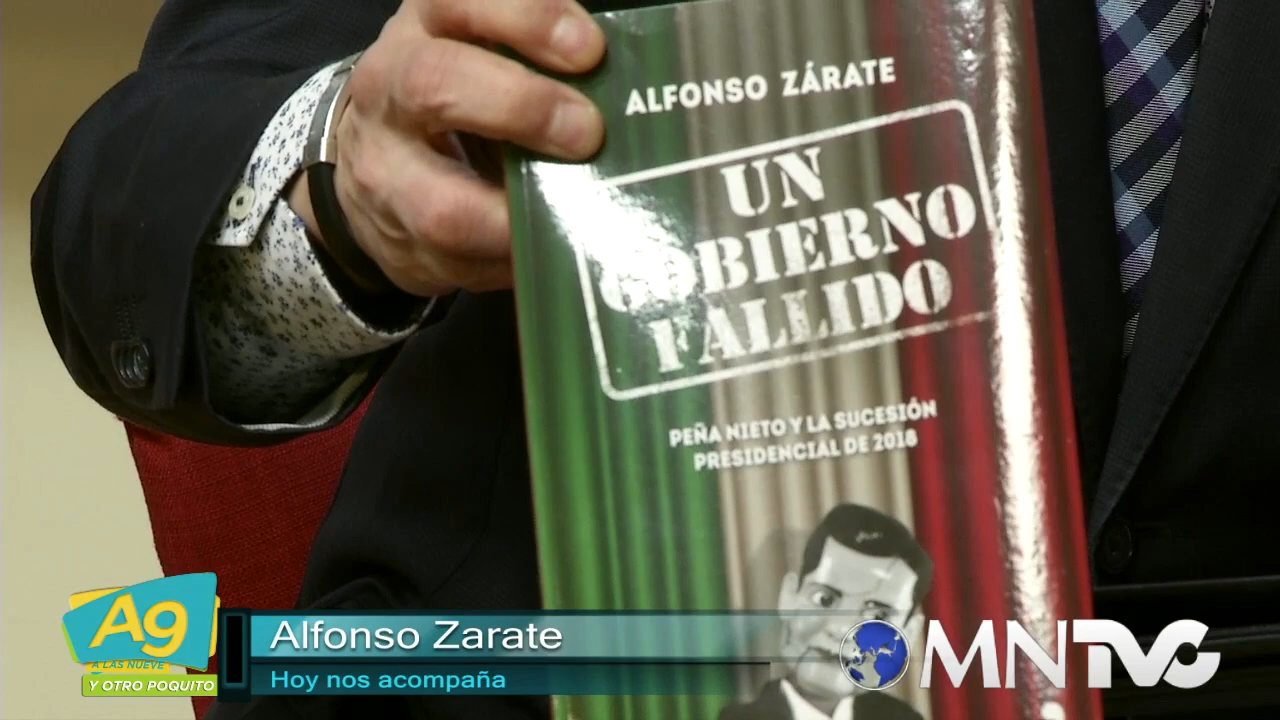 ALFONSO ZÁRATE
UN
GOBIERNO
FALLIDO
PEÑA NIETO Y LA SUCESIÓN
PRESIDENCIAL DE 2018
A9
A LAS NUEVE
Y OTRO POQUITO
Alfonso Zarate
Hoy nos acompaña
MNTVC